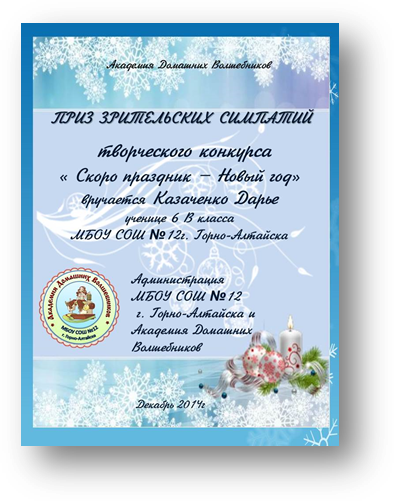 Академия Домашних Волшебников
ПРИЗ ЗРИТЕЛЬСКИХ СИМПАТИЙ
творческого конкурса
« Скоро праздник – Новый год»
вручается Казаченко Дарье
ученице 6 В класса
МБОУ СОШ № 12г. Горно-Алтайска
Академия Домашних Волшебников
МБОУ СОШ №12
г. Горно-Алтайска
Администрация
МБОУ СОШ № 12
г. Горно-Алтайска и
Академия Домашних
Волшебников
Декабрь 2014г